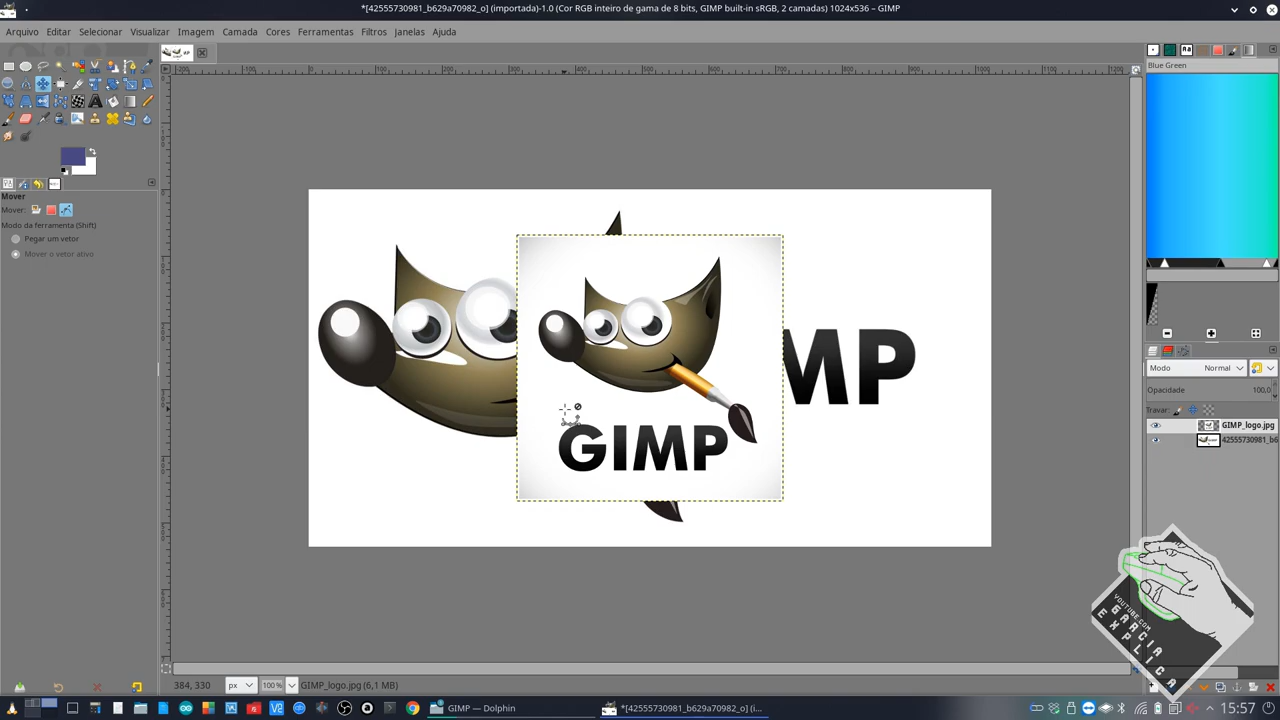 *[42555730981_b629a70982_o] (importada)-1.0 (Cor RGB inteiro de gama de 8 bits, GIMP built-in sRGB, 2 camadas) 1024x536 – GIMP
Arquivo Editar Selecionar Visualizar Imagem Camada Cores Ferramentas Filtros Janelas Ajuda
Blue Green
Mover
Mover:
Modo da ferramenta (Shift)
Pegar um vetor
Mover o vetor ativo
MP
GIMP
Modo Normal
Opacidade 100,0
Travar:
GIMP_logo.jpg
42555730981_b6
YOUTUBE.COM
GARCIA
EXPLICA
384, 330 px 100% GIMP_logo.jpg (6,1 MB)
GIMP — Dolphin
*[42555730981_b629a70982_o] (i...
15:57